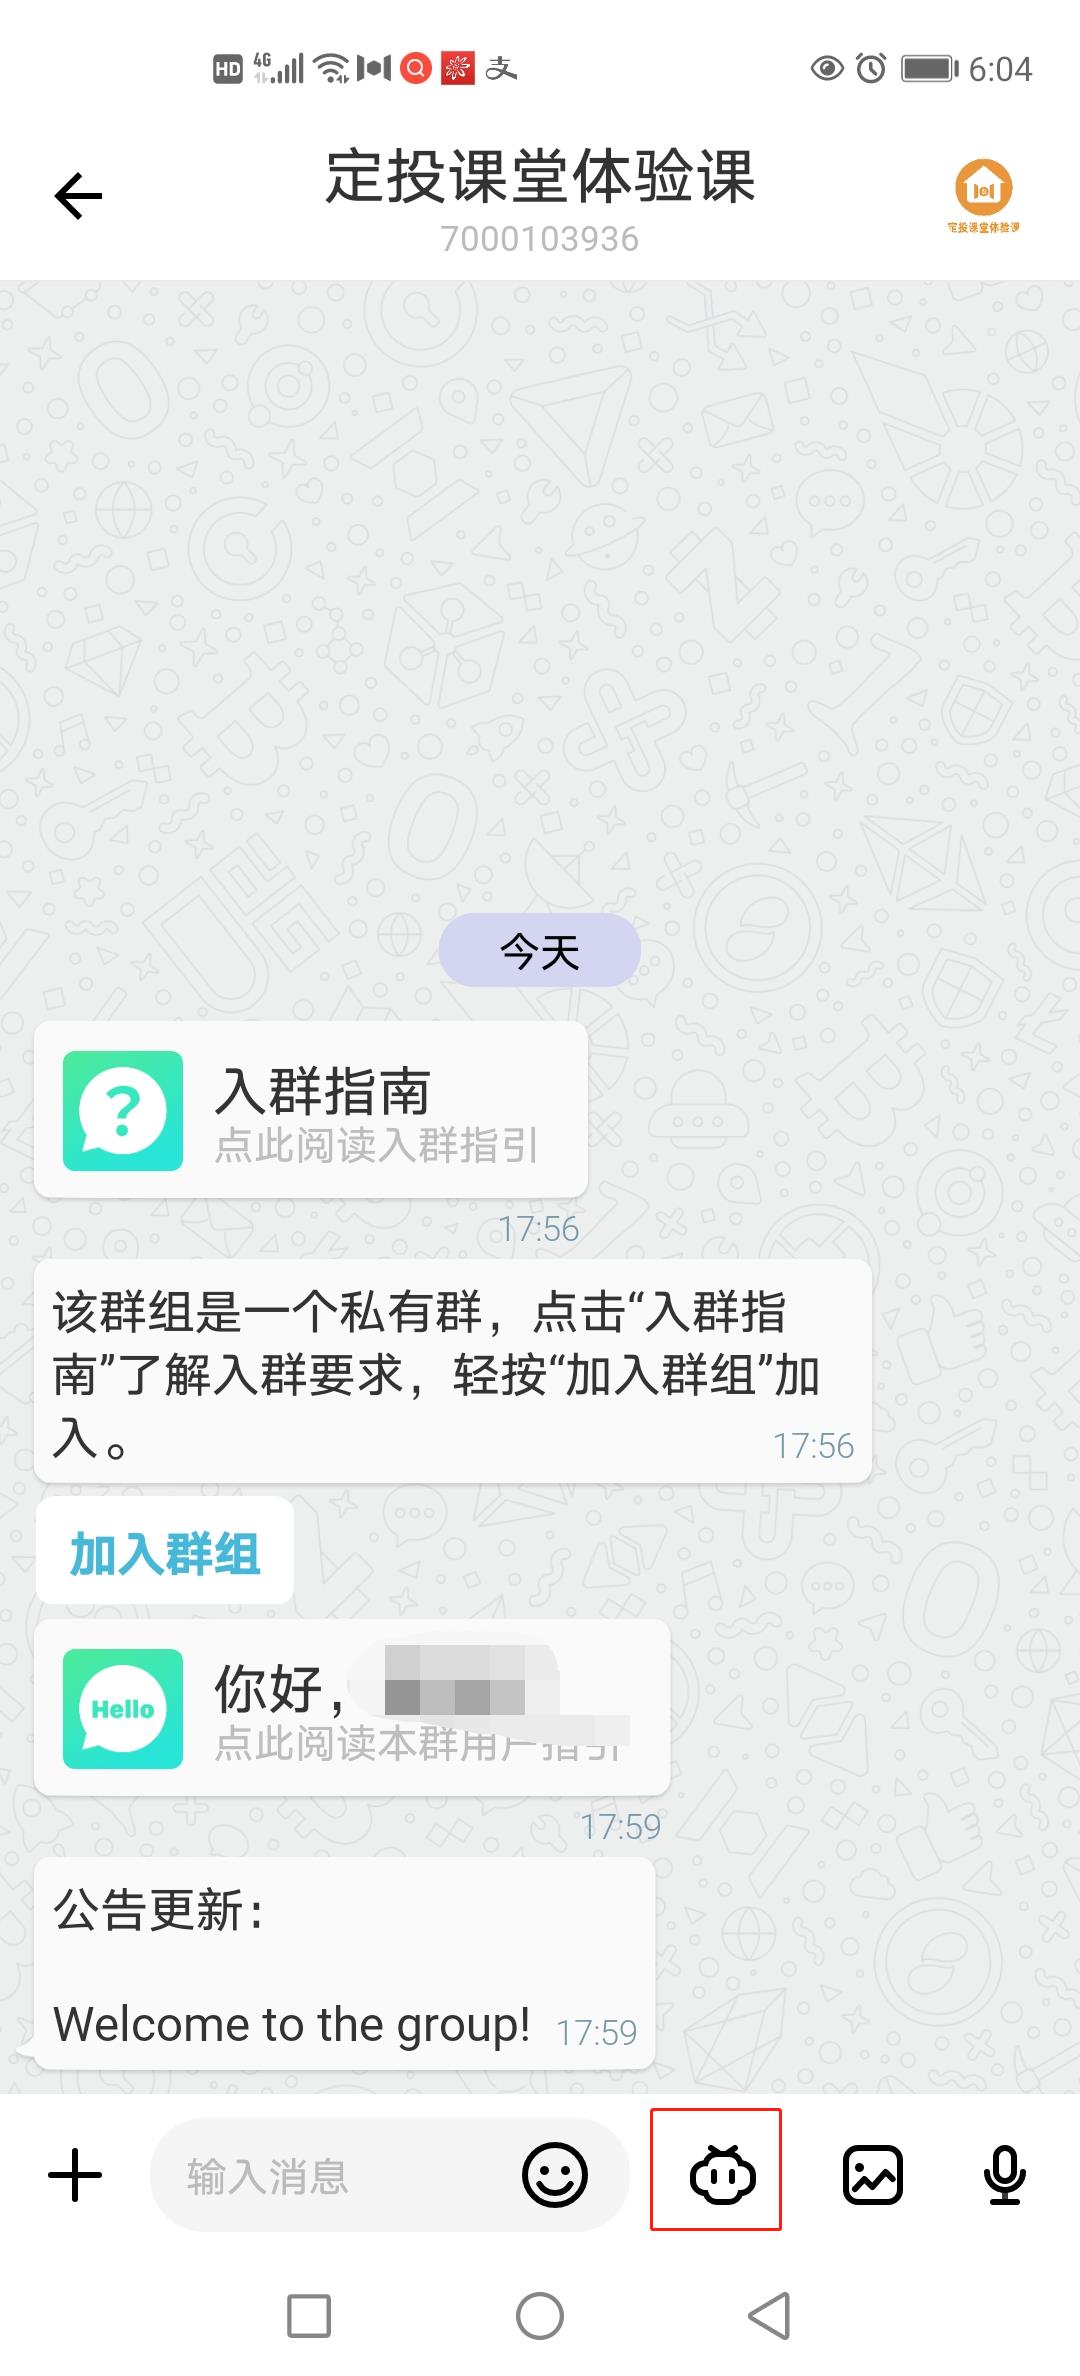 HD 4G 支 6:04
定投课堂体验课
7000103936
定投课堂体验课
今天
?
入群指南
点此阅读入群指引
17:56
该群组是一个私有群，点击“入群指
南”了解入群要求，轻按“加入群组”加
入。
17:56
加入群组
Hello
你好，
点此阅读本群用户指引
17:59
公告更新：
Welcome to the group! 17:59
输入消息